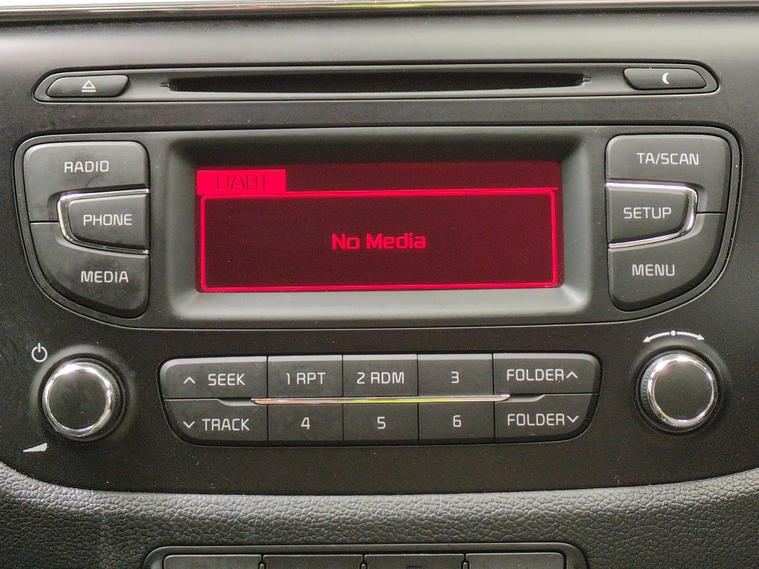 RADIO
TA/SCAN
DAB1
PHONE
SETUP
No Media
MEDIA
MENU
SEEK
1 RPT
2 RDM
3
FOLDER
TRACK
4
5
6
FOLDER